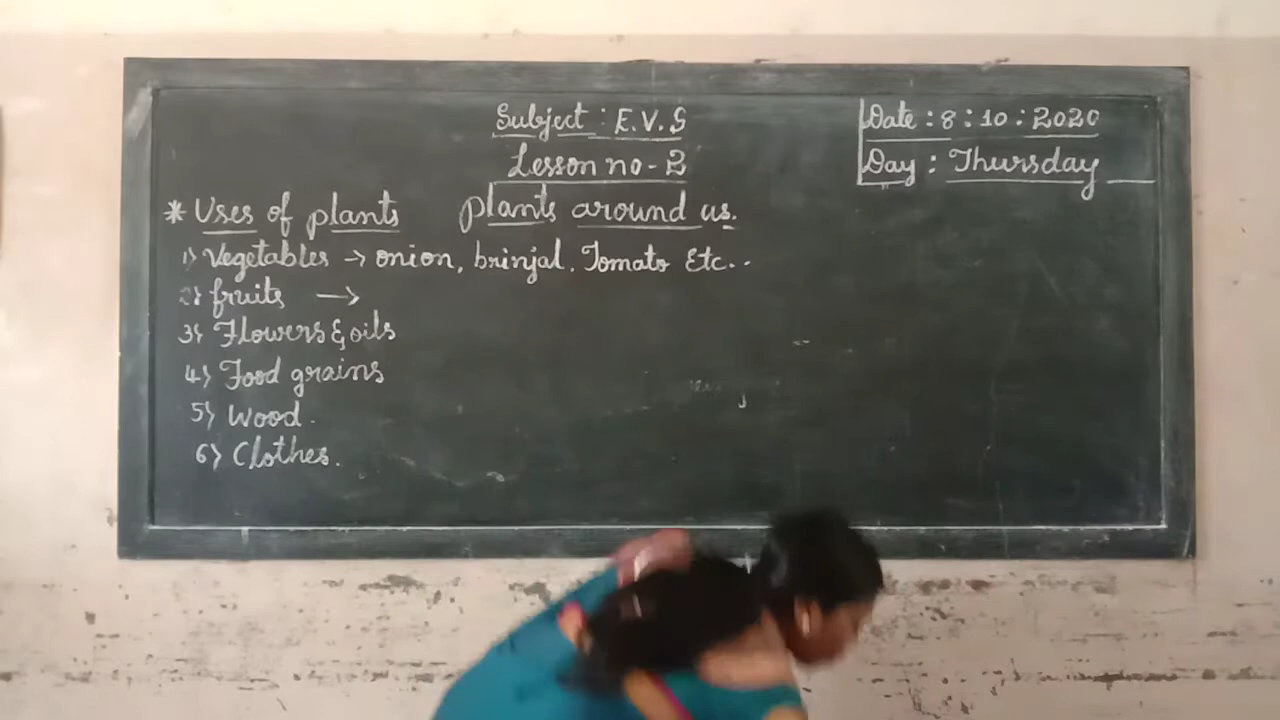 Subject : E.V.S
Date : 8 : 10 : 2020
Lesson no - 2
Day : Thursday
plants around us.
* Uses of plants
1) Vegetables → onion, brinjal, Tomato Etc..
2) fruits →
3) Flowers & oils
4) Food grains
5) Wood.
6) Clothes.